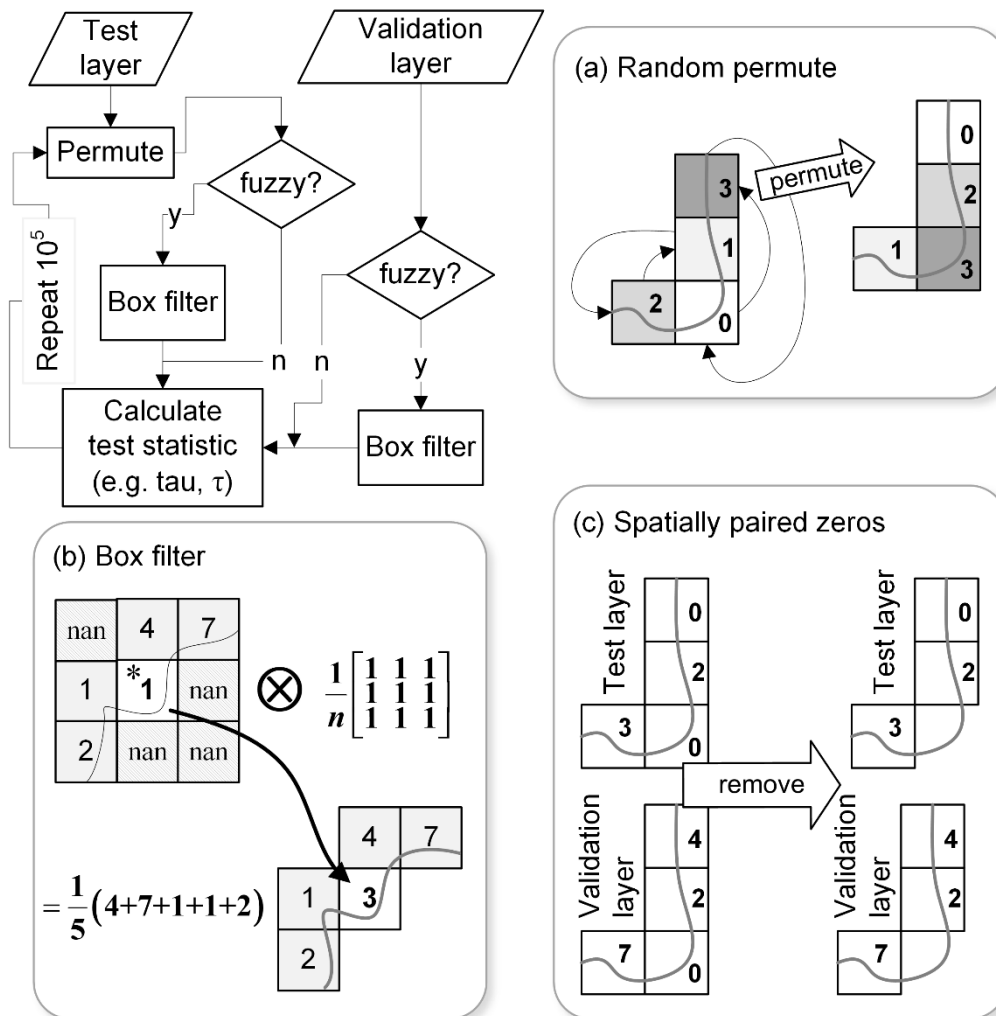 Test
layer
Validation
layer
Permute
fuzzy?
y
fuzzy?
Repeat 10⁵
Box filter
n
n
y
Calculate
test statistic
(e.g. tau, τ)
Box filter
(a) Random permute
3
1
2
0
permute
0
2
1
3
(b) Box filter
nan 4 7
1 *1 nan
2 nan nan
⊗ 1/n [1 1 1
1 1 1
1 1 1]
4 7
1 3
2
= 1/5 (4+7+1+1+2)
(c) Spatially paired zeros
Test layer
0
2
3
0
Test layer
0
2
3
remove
Validation
layer
4
2
7
0
Validation
layer
4
2
7